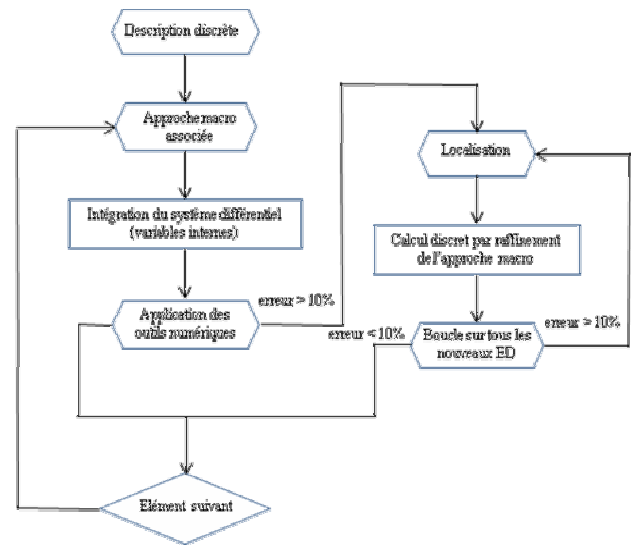 Description discrète
Approche macro
associée
Intégration du système différentiel
(variables internes)
Application des
outils numériques
erreur > 10%
Localisation
Calcul discret par raffinement
de l'approche macro
erreur < 10%
Boucle sur tous les
nouveaux ED
erreur > 10%
Elément suivant